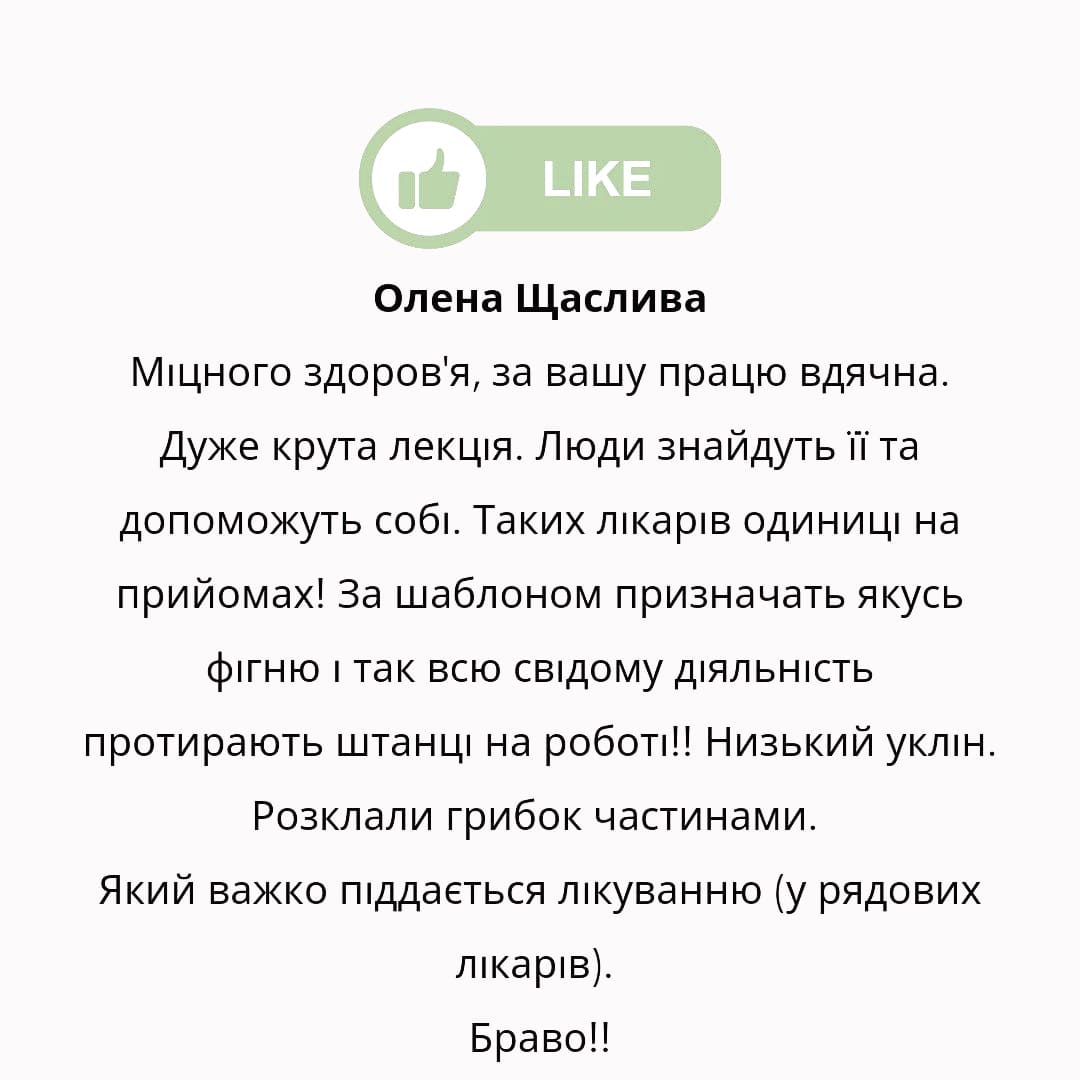 LIKE
Олена Щаслива
Міцного здоров'я, за вашу працю вдячна.
Дуже крута лекція. Люди знайдуть її та
допоможуть собі. Таких лікарів одиниці на
прийомах! За шаблоном призначать якусь
фігню і так всю свідому діяльність
протирають штанці на роботі!! Низький уклін.
Розклали грибок частинами.
Який важко піддається лікуванню (у рядових
лікарів).
Браво!!